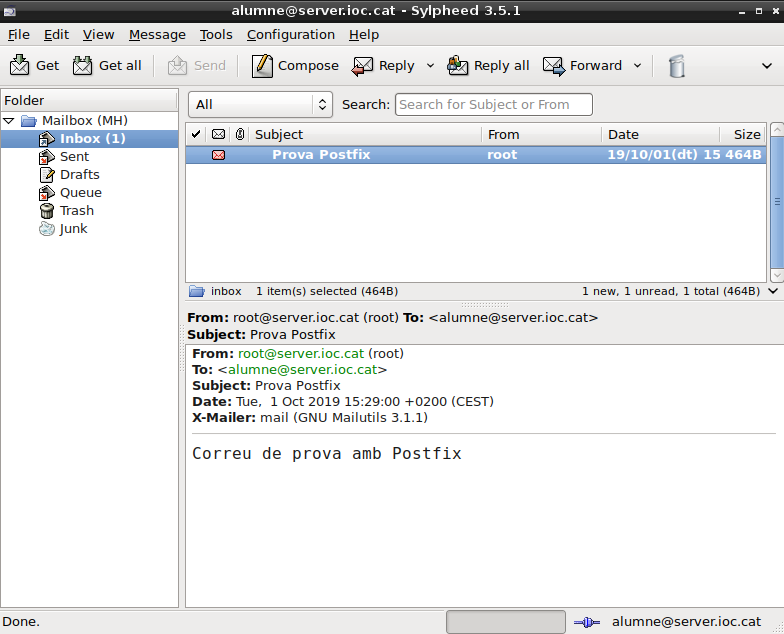 alumne@server.ioc.cat - Sylpheed 3.5.1
File Edit View Message Tools Configuration Help
Get Get all Send Compose Reply Reply all Forward
Folder
Mailbox (MH)
Inbox (1)
Sent
Drafts
Queue
Trash
Junk
All Search: Search for Subject or From
Subject From Date Size
Prova Postfix root 19/10/01(dt) 15 464B
inbox 1 item(s) selected (464B) 1 new, 1 unread, 1 total (464B)
From: root@server.ioc.cat (root) To: <alumne@server.ioc.cat>
Subject: Prova Postfix
From: root@server.ioc.cat (root)
To: <alumne@server.ioc.cat>
Subject: Prova Postfix
Date: Tue,  1 Oct 2019 15:29:00 +0200 (CEST)
X-Mailer: mail (GNU Mailutils 3.1.1)
Correu de prova amb Postfix
Done. alumne@server.ioc.cat